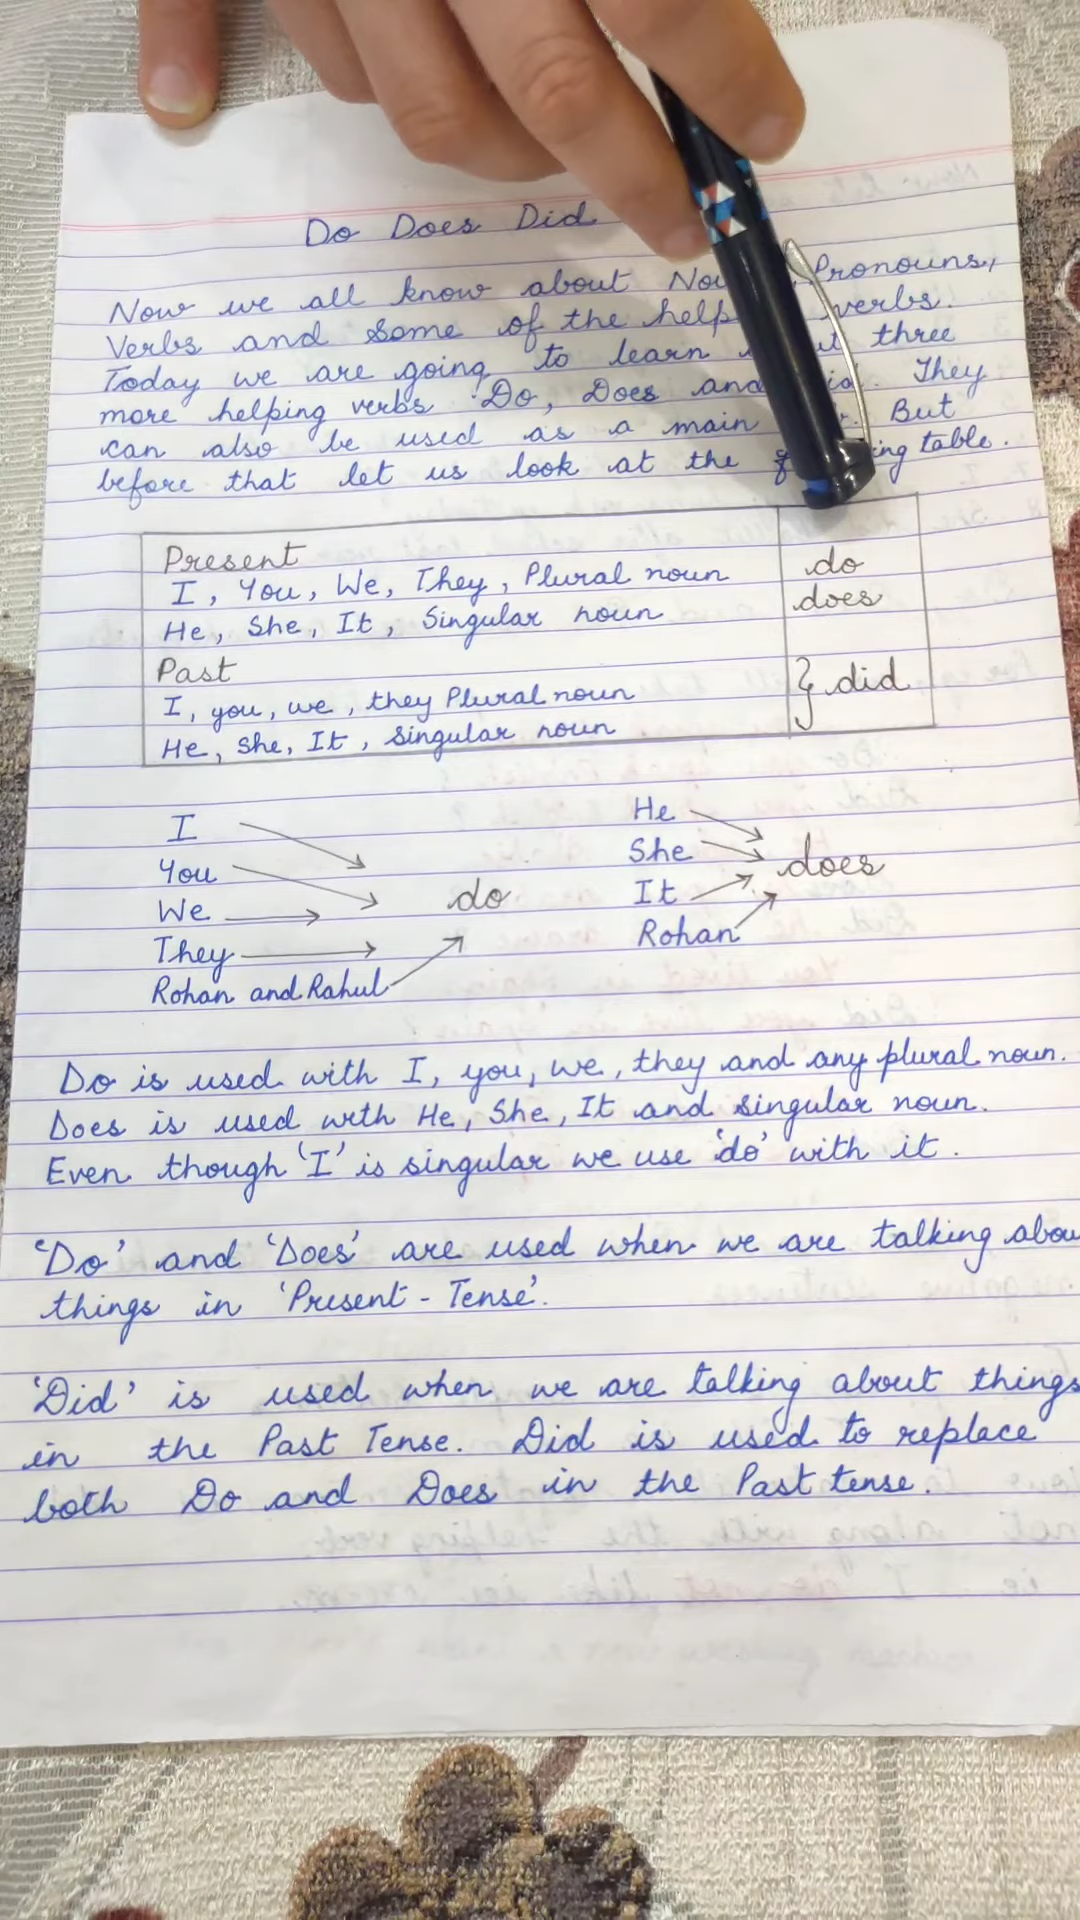 Do Does Did
Now we all know about Pronouns,
Verbs and some of the verbs.
Today we are going to learn three
more helping verbs Do, Does and They
can also be used as a main But
before that let us look at the table.
Present
I, You, We, They, Plural noun do
He, She, It, Singular noun does
Past
I, you, we, they Plural noun } did
He, She, It, singular noun
I
You
We
They
Rohan and Rahul
do
He
She
It
Rohan
does
Do is used with I, you, we, they and any plural noun.
Does is used with He, She, It and singular noun.
Even though 'I' is singular we use 'do' with it.
'Do' and 'Does' are used when we are talking abou
things in 'Present - Tense'.
'Did' is used when we are talking about things
in the Past Tense. Did is used to replace
both Do and Does in the Past tense.